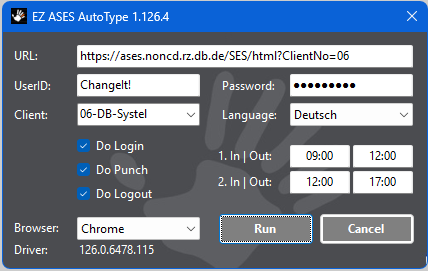 EZ ASES AutoType 1.126.4
URL: https://ases.noncd.rz.db.de/SES/html?ClientNo=06
UserID: ChangeIt! Password: ●●●●●●●●●
Client: 06-DB-Systel Language: Deutsch
Do Login 1. In | Out: 09:00 12:00
Do Punch 2. In | Out: 12:00 17:00
Do Logout
Browser: Chrome Run Cancel
Driver: 126.0.6478.115